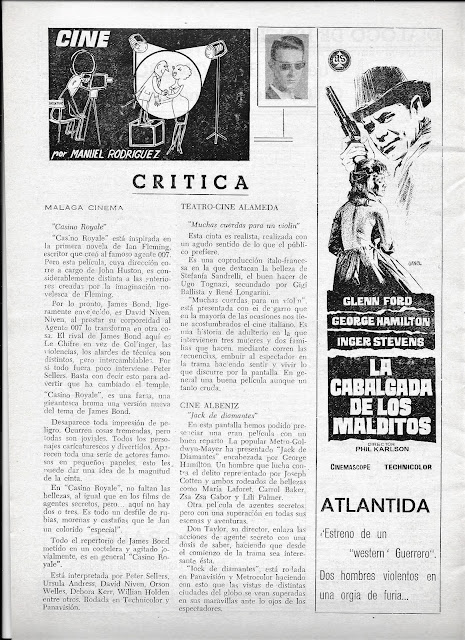 CINE
por MANUEL RODRIGUEZ
CRITICA
MALAGA CINEMA
"Casino Royale"
"Casino Royale" está inspirada en
la primera novela de Ian Fleming,
escritor que creó al famoso agente 007.
Pero esta película, cuya dirección entre
a cargo de John Huston, es con-
siderablemente distinta a las anterio-
res creadas por la imaginación no-
velesca de Fleming.
Por lo pronto, James Bond, lige-
ramente envejecido, es David Niven.
Niven, al prestar su corporeidad al
Agente 007 lo transforma en otra co-
sa. El rival de James Bond aquí es
Le Chifre en vez de Golfinger, las
violencias, los alardes de técnica son
distintos, pero intercambiables. Por
si todo fuera poco interviene Peter
Sellers. Basta con decir esto para ad-
vertir que ha cambiado el temple.
"Casino Royale", es una farsa, una
gigantesca broma una versión nueva
del tema de James Bond.
Desaparece toda impresión de pe-
ligro. Ocurren cosas tremendas, pero
todas son joviales. Todos los perso-
najes caricaturescos y divertidos. Apa-
recen toda una serie de actores famo-
sos en pequeños papeles, esto les
puede dar una idea de la magnitud
de la cinta.
En "Casino Royale", no faltan las
bellezas, al igual que en los films de
agentes secretos, pero... aquí no hay
dos o tres. Es todo un desfile de ru-
bias, morenas y castañas que le dan
un colorido "especial".
Todo el repertorio de James Bond
metido en un coctelera y agitado jo-
vialmente, es en general "Casino Ro-
yale".
Está interpretada por Peter Sellers,
Ursula Andress, David Niven, Orson
Welles, Debora Kerr, William Holden
entre otros. Rodada en Technicolor y
Panavisión.
TEATRO-CINE ALAMEDA
"Muchas cuerdas para un violín"
Esta cinta es realista, realizada con
un agudo sentido de lo que el públi-
co prefiere.
Es una coproducción italo-france-
sa en la que destacan la belleza de
Stefanía Sandrelli, el buen hacer de
Ugo Tognazi, secundado por Gigi
Ballista y René Longarini.
"Muchas cuerdas para un violín",
está presentada con el garbo que
en la mayoría de las ocasiones nos tie-
ne acostumbrados el cine italiano. Es
una historia de adulterio en la que
intervienen tres mujeres y dos fami-
lias que hacen, mediante corren las
secuencias, embuir al espectador en
la trama haciendo sentir y vivir lo
que discurre por la pantalla. En ge-
neral una buena película aunque un
tanto cruda.
CINE ALBENIZ
"Jack de diamantes"
En esta pantalla hemos podido pre-
senciar una gran película con un
buen reparto La popular Metro-Gol-
dwyn-Mayer ha presentado "Jack de
Diamantes", encabezada por George
Hamilton. Un hombre que lucha con-
tra el delito representado por Joseph
Cotten y ambos rodeados de bellezas
como María Laforet, Carrol Baker,
Zsa Zsa Gabor y Lili Palmer.
Otra película de agentes secretos
pero con una superación en todas sus
escenas y aventuras.
Don Taylor, su director, enlaza las
acciones de agente secreto con una
dosis de saber, haciendo que desde
el comienzo de la trama sea intere-
sante ésta.
"Jack de diamantes", está rodada
en Panavisión y Metrocolor haciendo
con esto que las vistas de distintas
ciudades del globo se vean superadas
en sus maravillas ante lo ojos de los
espectadores.
GLENN FORD
GEORGE HAMILTON
INGER STEVENS
LA
CABALGADA
DE LOS
MALDITOS
DIRECTOR
PHIL KARLSON
CINEMASCOPE TECHNICOLOR
ATLANTIDA
¡Estreno de un
"western Guerrero".
Dos hombres violentos en
una orgía de furia...